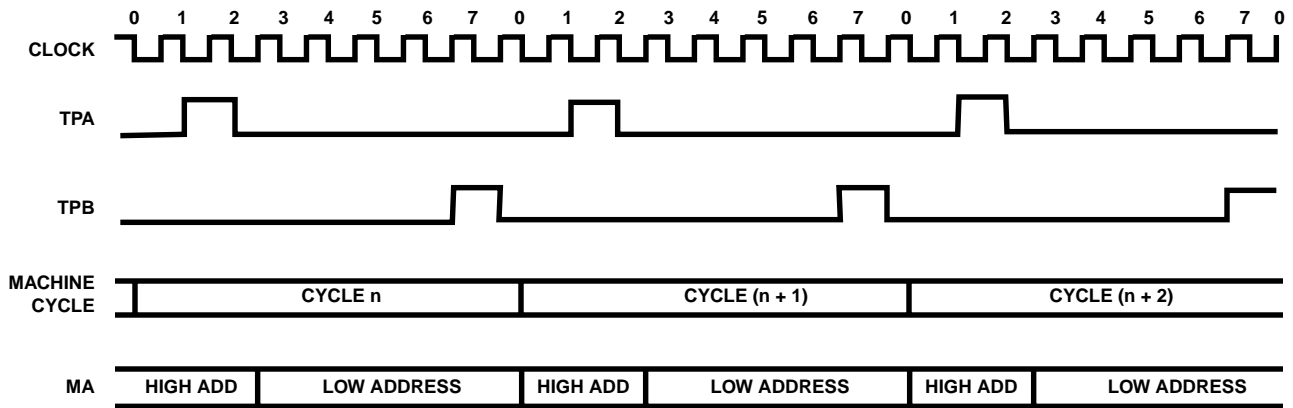 0 1 2 3 4 5 6 7 0 1 2 3 4 5 6 7 0 1 2 3 4 5 6 7 0
CLOCK
TPA
TPB
MACHINE
CYCLE
CYCLE n CYCLE (n + 1) CYCLE (n + 2)
MA HIGH ADD LOW ADDRESS HIGH ADD LOW ADDRESS HIGH ADD LOW ADDRESS